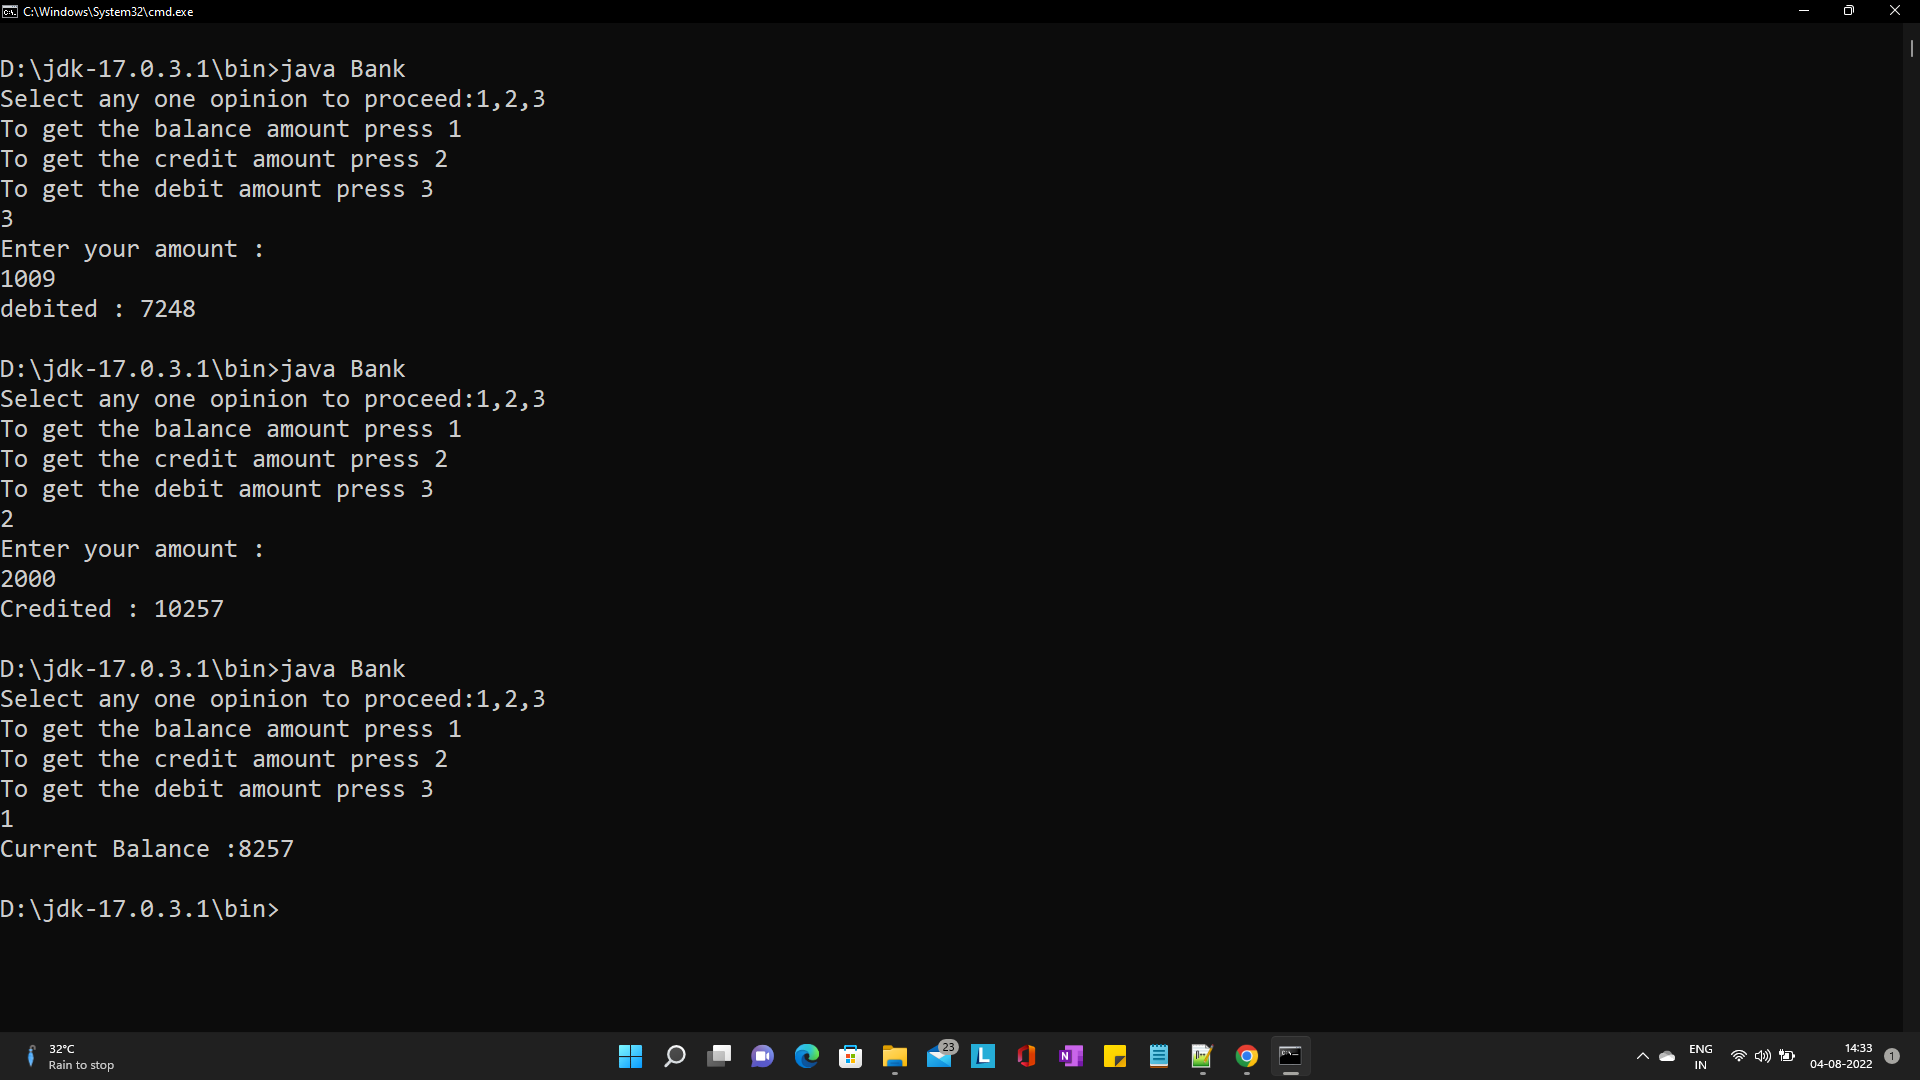 C:\Windows\System32\cmd.exe
D:\jdk-17.0.3.1\bin>java Bank
Select any one opinion to proceed:1,2,3
To get the balance amount press 1
To get the credit amount press 2
To get the debit amount press 3
3
Enter your amount :
1009
debited : 7248
D:\jdk-17.0.3.1\bin>java Bank
Select any one opinion to proceed:1,2,3
To get the balance amount press 1
To get the credit amount press 2
To get the debit amount press 3
2
Enter your amount :
2000
Credited : 10257
D:\jdk-17.0.3.1\bin>java Bank
Select any one opinion to proceed:1,2,3
To get the balance amount press 1
To get the credit amount press 2
To get the debit amount press 3
1
Current Balance :8257
D:\jdk-17.0.3.1\bin>
32°C
Rain to stop
23
L
N
ENG
IN
14:33
04-08-2022
1